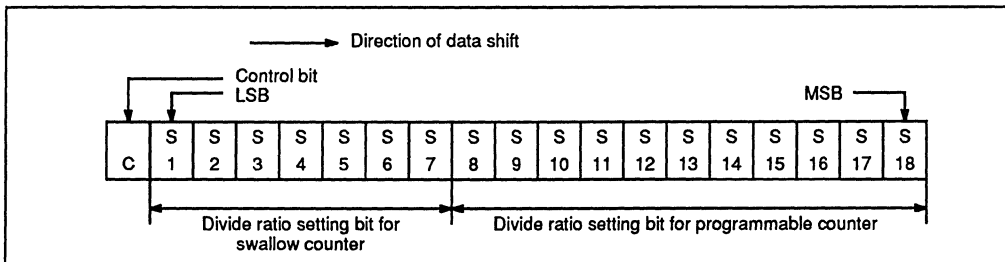 Direction of data shift
Control bit
LSB
MSB
C S 1 S 2 S 3 S 4 S 5 S 6 S 7 S 8 S 9 S 10 S 11 S 12 S 13 S 14 S 15 S 16 S 17 S 18
Divide ratio setting bit for
swallow counter
Divide ratio setting bit for programmable counter